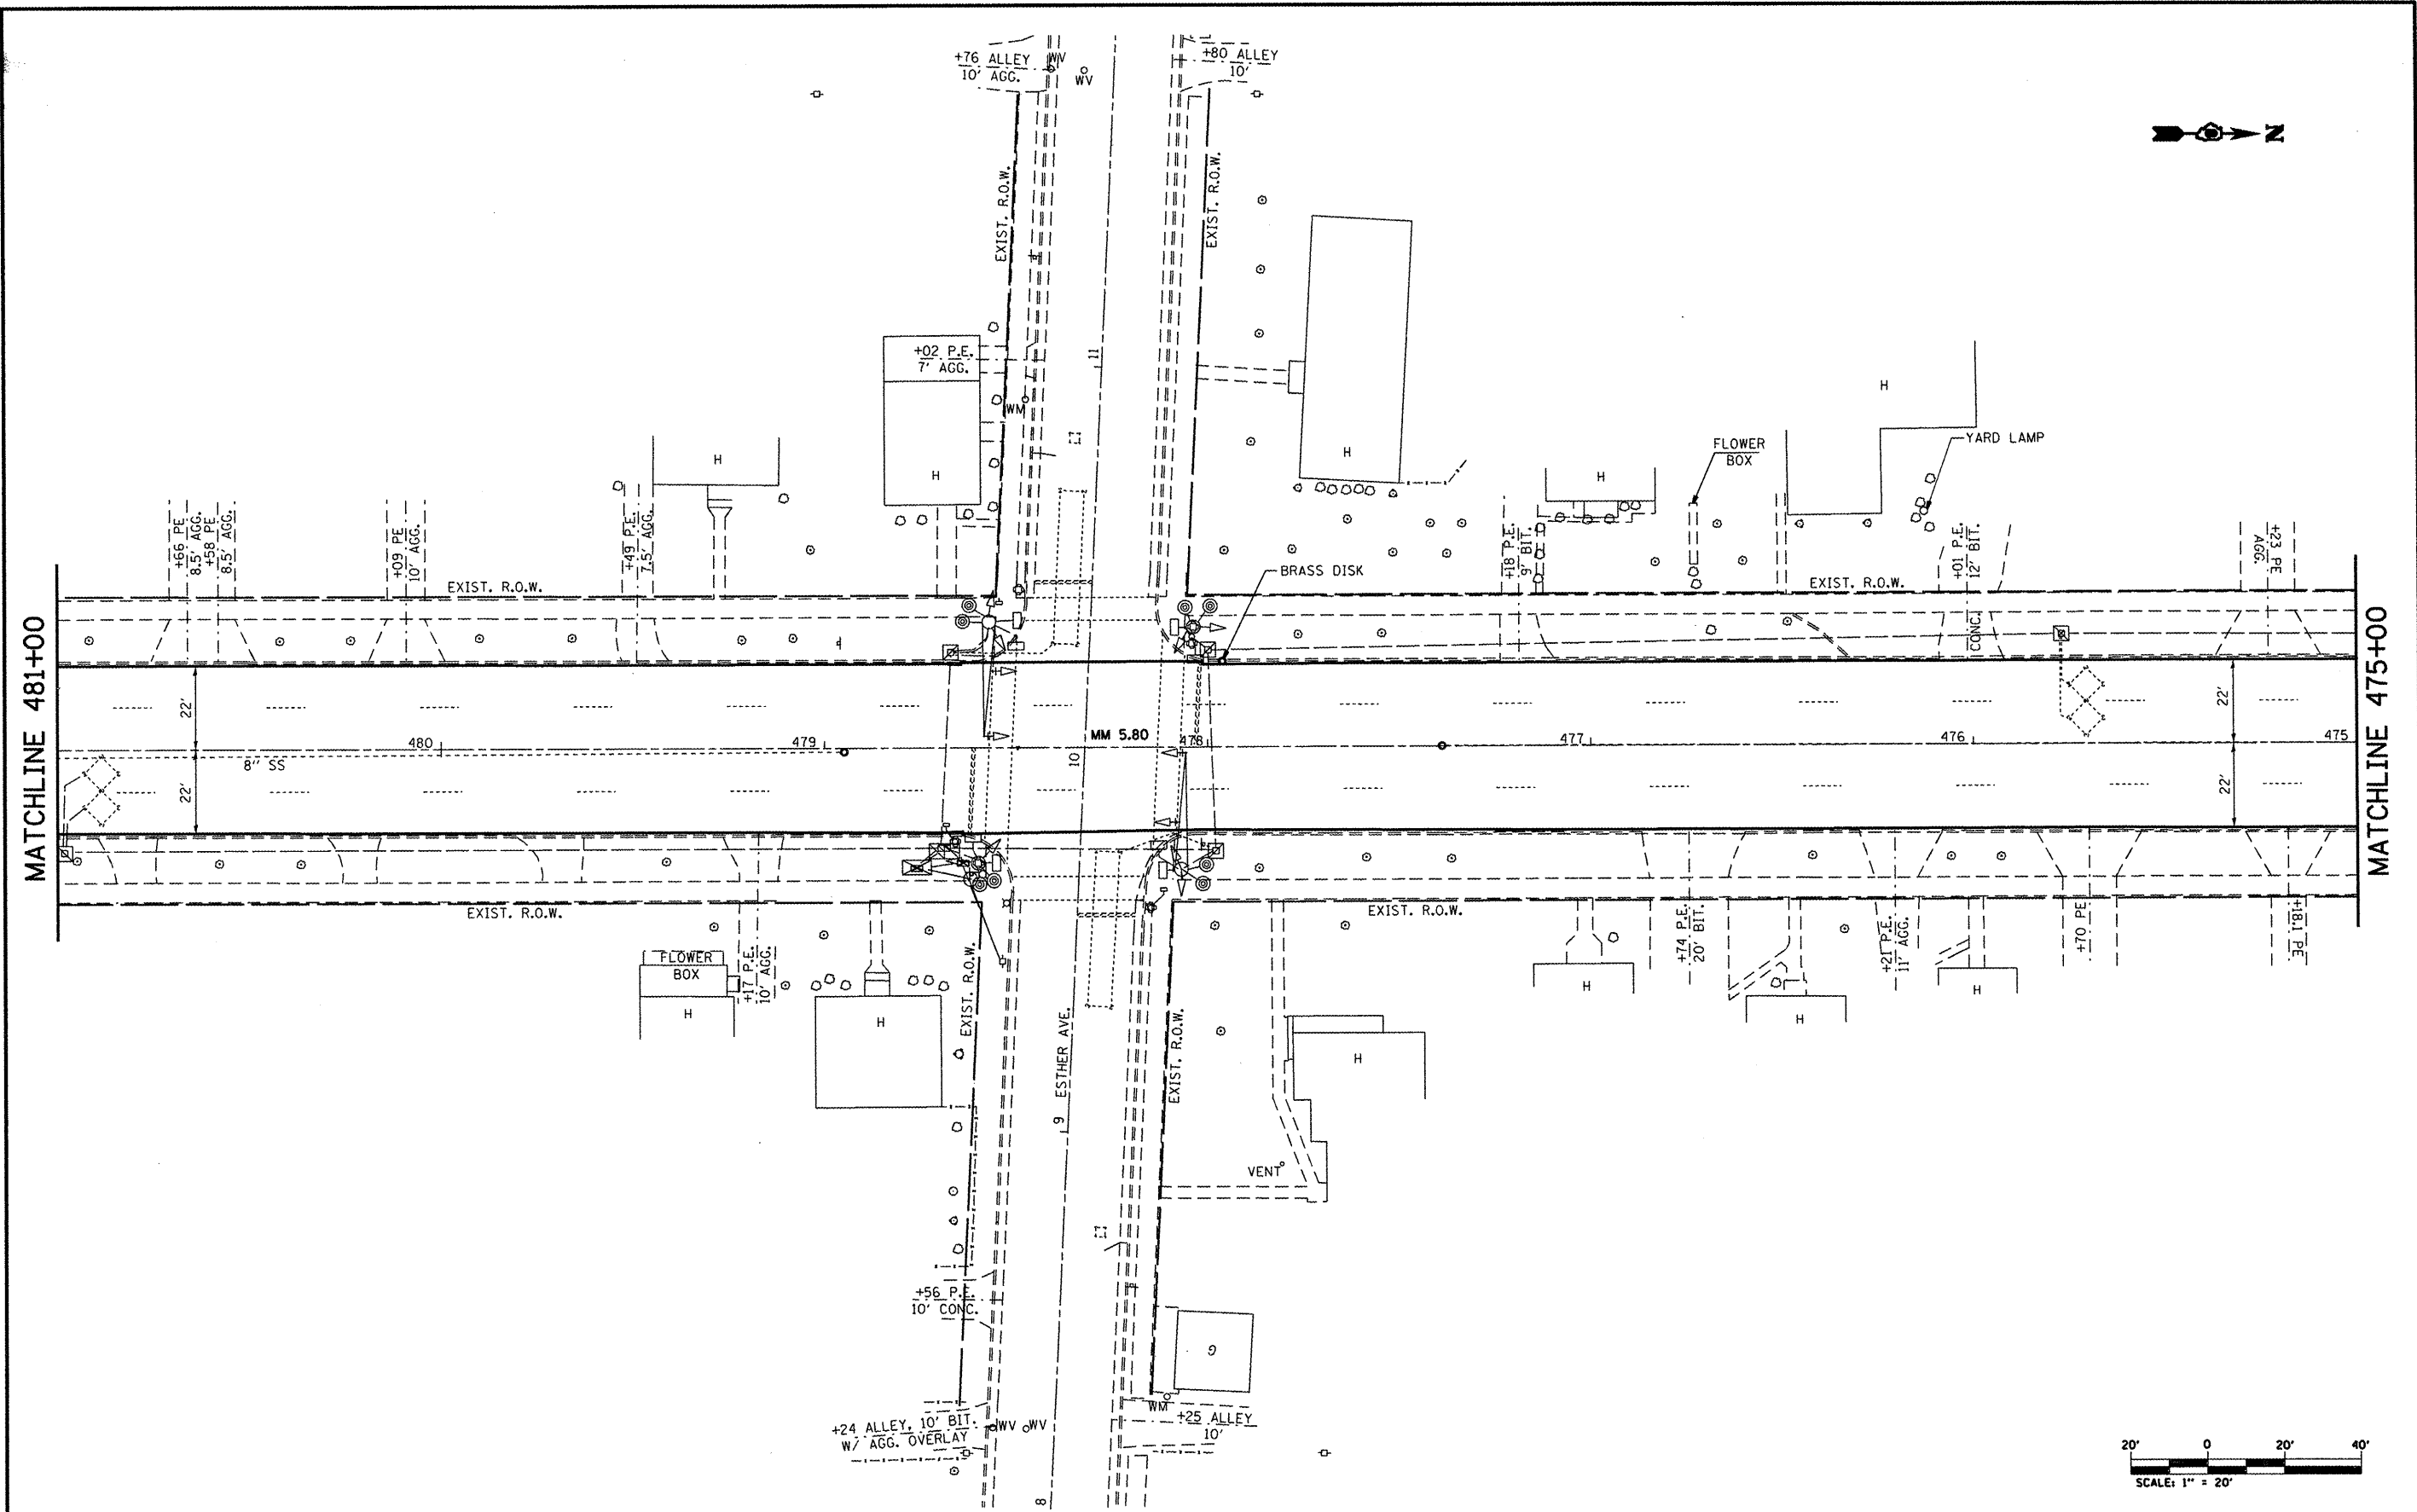 +76 ALLEY
10' AGG.
WV
WV
+80 ALLEY
10'
N
EXIST. R.O.W.
EXIST. R.O.W.
+02 P.E.
7' AGG.
11
WM
H
H
H
H
H
FLOWER
BOX
YARD LAMP
+66 PE
8.5' AGG.
+58 PE
8.5' AGG.
+09 PE
10' AGG.
+49 P.E.
7.5' AGG.
+18 P.E.
9' BIT.
+01 P.E.
12' BIT.
+23 PE
AGG.
EXIST. R.O.W.
BRASS DISK
EXIST. R.O.W.
CONC.
MATCHLINE 481+00
MATCHLINE 475+00
22'
22'
480
479
MM 5.80
478
477
476
475
10
8" SS
22'
22'
EXIST. R.O.W.
EXIST. R.O.W.
FLOWER
BOX
H
+17 P.E.
10' AGG.
H
EXIST. R.O.W.
ESTHER AVE.
EXIST. R.O.W.
9
H
H
+74 P.E.
20' BIT.
H
+21 P.E.
11' AGG.
H
+70 PE
+18.1 PE
VENT
+56 P.E.
10' CONC.
G
WM
+24 ALLEY, 10' BIT.
W/ AGG. OVERLAY
WV
WV
+25 ALLEY
10'
8
20'
0
20'
40'
SCALE: 1" = 20'